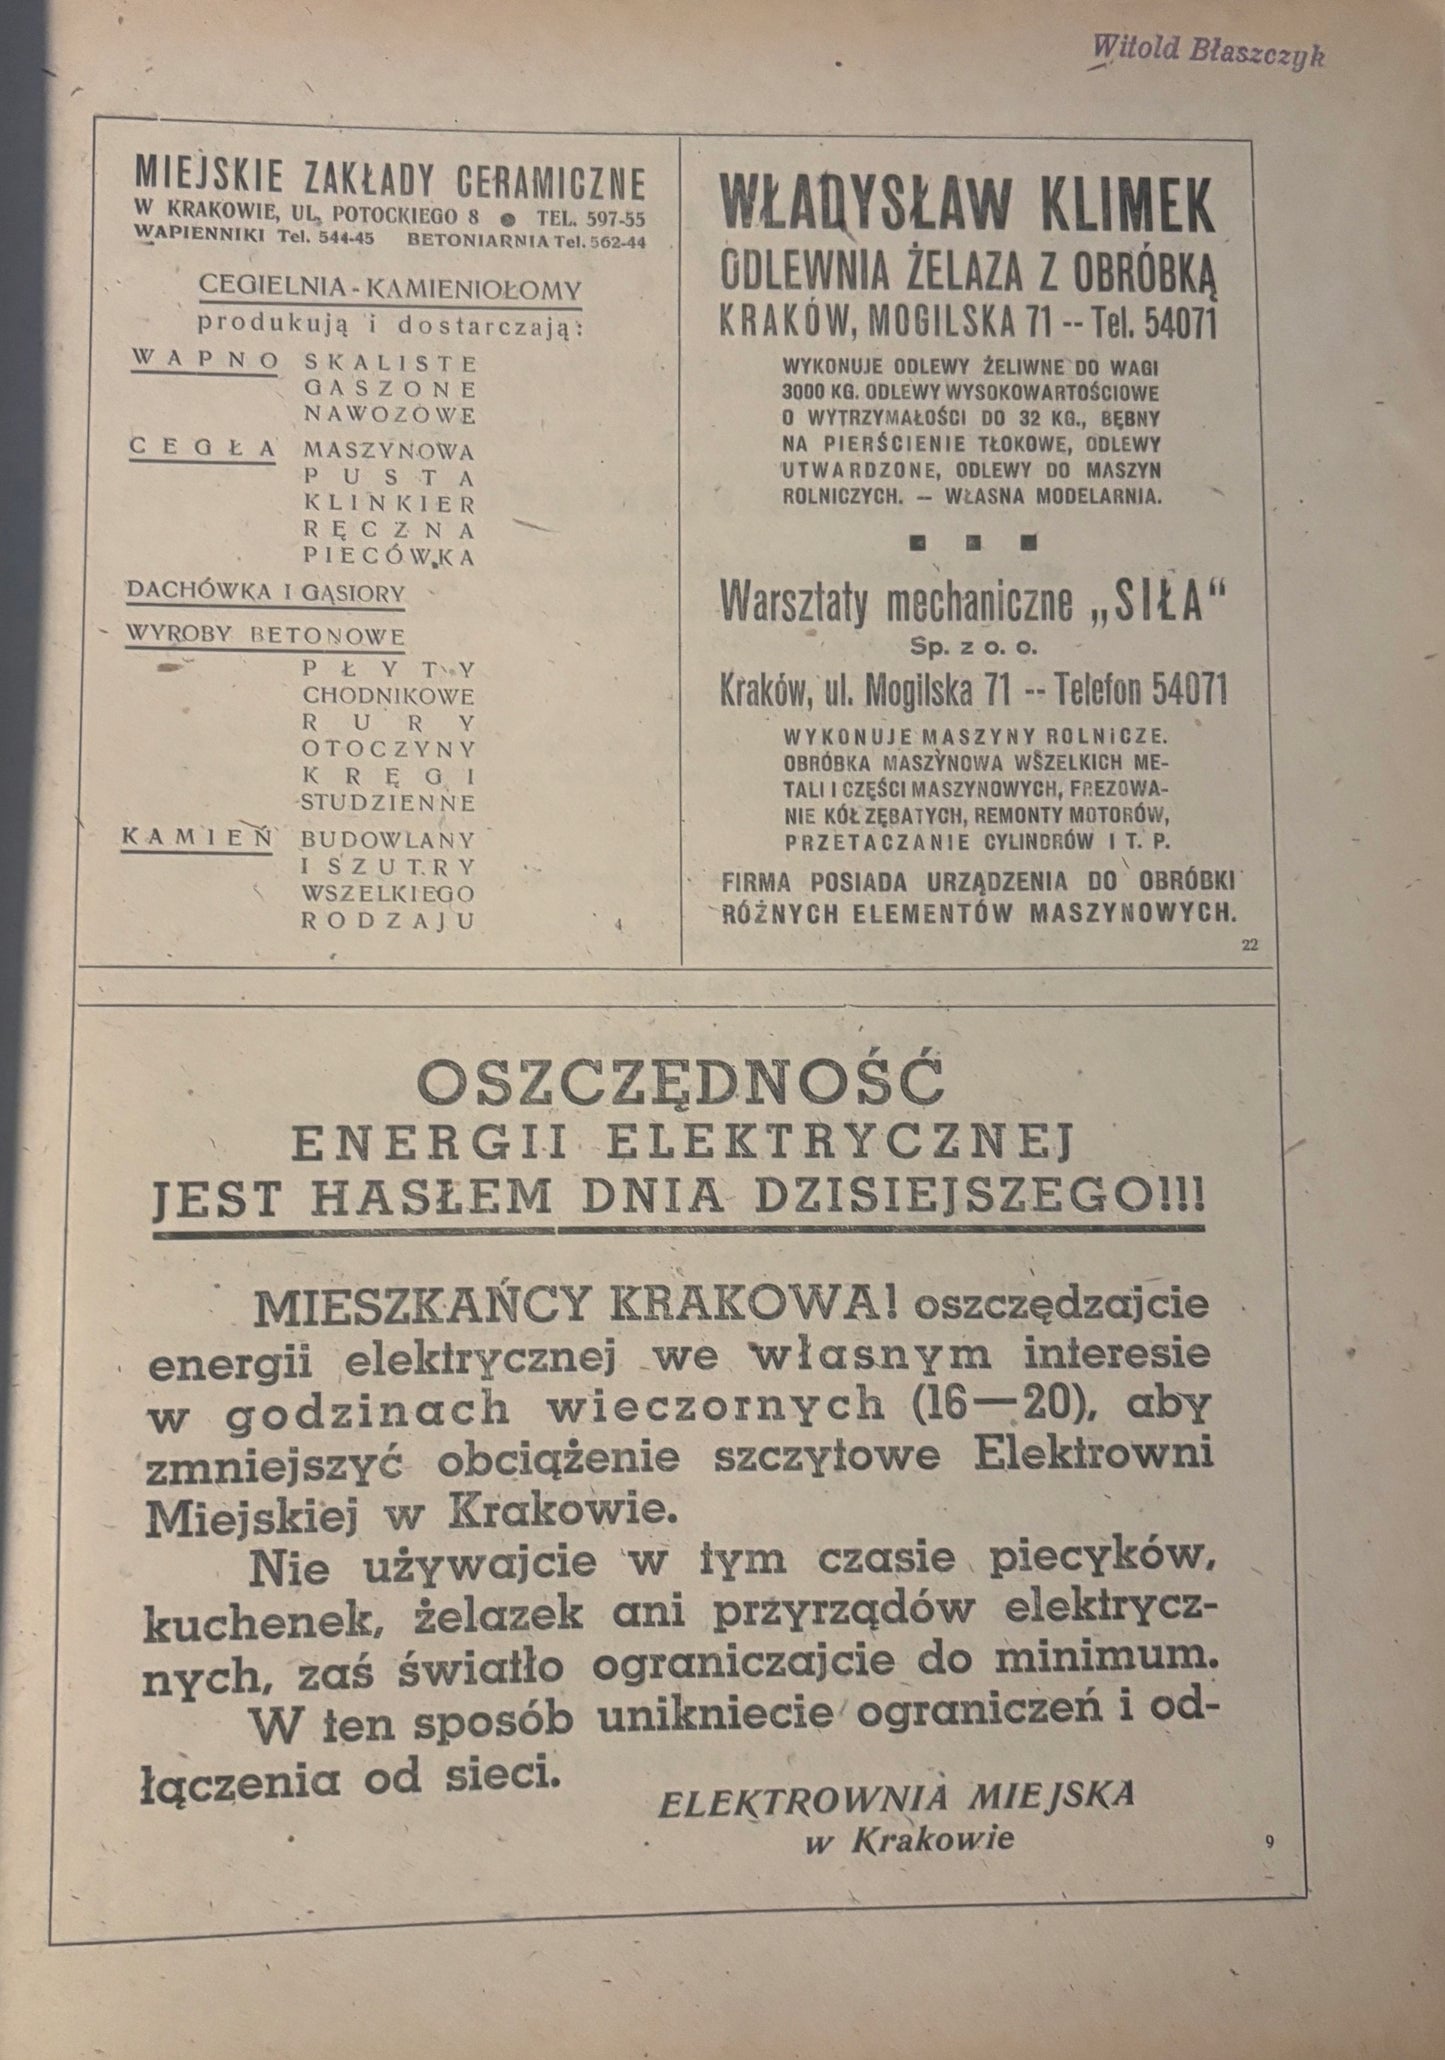 Witold Błaszczyk
MIEJSKIE ZAKŁADY CERAMICZNE
W KRAKOWIE, UL. POTOCKIEGO 8 ● TEL. 597-55
WAPIENNIKI Tel. 544-45 BETONIARNIA Tel. 562-44
CEGIELNIA - KAMIENIOŁOMY
produkują i dostarczają:
WAPNO SKALISTE
GASZONE
NAWOZOWE
CEGŁA MASZYNOWA
PUSTA
KLINKIER
RĘCZNA
PIECÓWKA
DACHÓWKA I GĄSIORY
WYROBY BETONOWE
PŁYTY
CHODNIKOWE
RURY
OTOCZYNY
KRĘGI
STUDZIENNE
KAMIEŃ BUDOWLANY
I SZUTRY
WSZELKIEGO
RODZAJU
4
WŁADYSŁAW KLIMEK
ODLEWNIA ŻELAZA Z OBRÓBKĄ
KRAKÓW, MOGILSKA 71 -- Tel. 54071
WYKONUJE ODLEWY ŻELIWNE DO WAGI
3000 KG. ODLEWY WYSOKOWARTOŚCIOWE
O WYTRZYMAŁOŚCI DO 32 KG., BĘBNY
NA PIERŚCIENIE TŁOKOWE, ODLEWY
UTWARDZONE, ODLEWY DO MASZYN
ROLNICZYCH. — WŁASNA MODELARNIA.
■ ■ ■
Warsztaty mechaniczne „SIŁA"
Sp. z o. o.
Kraków, ul. Mogilska 71 -- Telefon 54071
WYKONUJE MASZYNY ROLNICZE.
OBRÓBKA MASZYNOWA WSZELKICH ME-
TALI I CZĘŚCI MASZYNOWYCH, FREZOWA-
NIE KÓŁ ZĘBATYCH, REMONTY MOTORÓW,
PRZETACZANIE CYLINDRÓW I T. P.
FIRMA POSIADA URZĄDZENIA DO OBRÓBKI
RÓŻNYCH ELEMENTÓW MASZYNOWYCH.
22
OSZCZĘDNOŚĆ
ENERGII ELEKTRYCZNEJ
JEST HASŁEM DNIA DZISIEJSZEGO!!!
MIESZKAŃCY KRAKOWA! oszczędzajcie
energii elektrycznej we własnym interesie
w godzinach wieczornych (16—20), aby
zmniejszyć obciążenie szczytowe Elektrowni
Miejskiej w Krakowie.
Nie używajcie w tym czasie piecyków,
kuchenek, żelazek ani przyrządów elektrycz-
nych, zaś światło ograniczajcie do minimum.
W ten sposób unikniecie ograniczeń i od-
łączenia od sieci.
ELEKTROWNIA MIEJSKA
w Krakowie
9